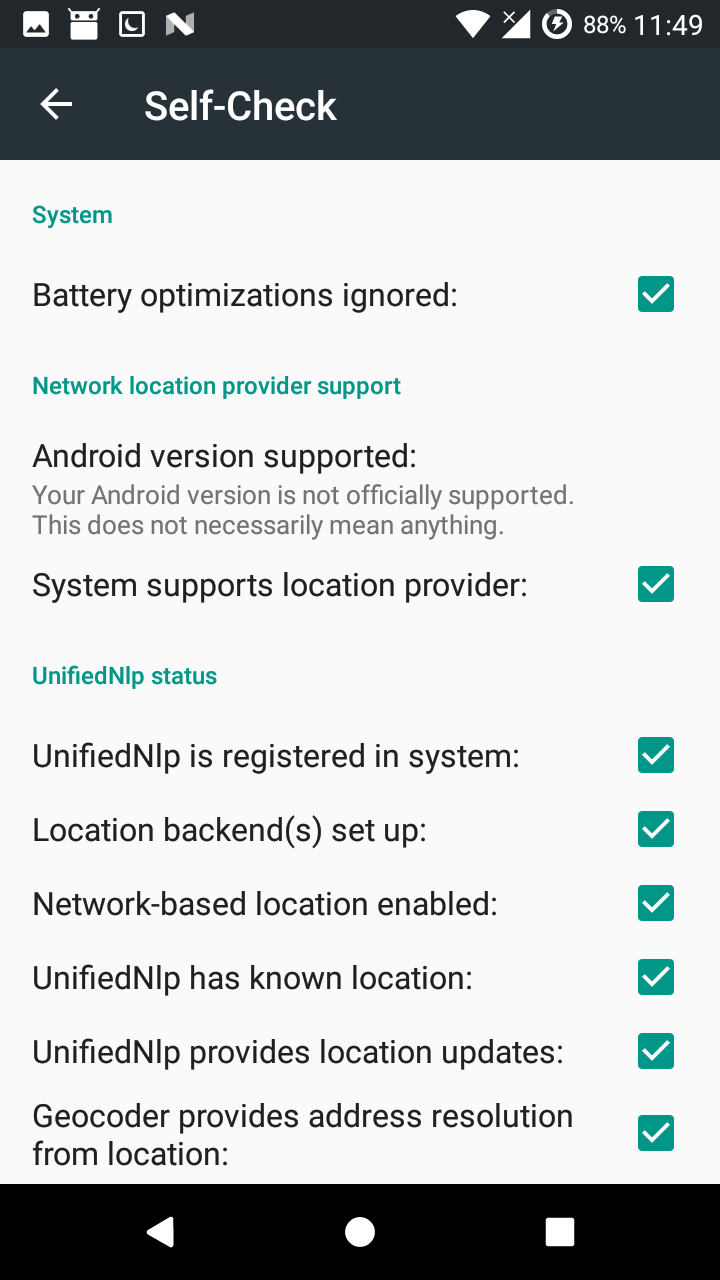 88% 11:49
Self-Check
System
Battery optimizations ignored:
Network location provider support
Android version supported:
Your Android version is not officially supported.
This does not necessarily mean anything.
System supports location provider:
UnifiedNlp status
UnifiedNlp is registered in system:
Location backend(s) set up:
Network-based location enabled:
UnifiedNlp has known location:
UnifiedNlp provides location updates:
Geocoder provides address resolution
from location: